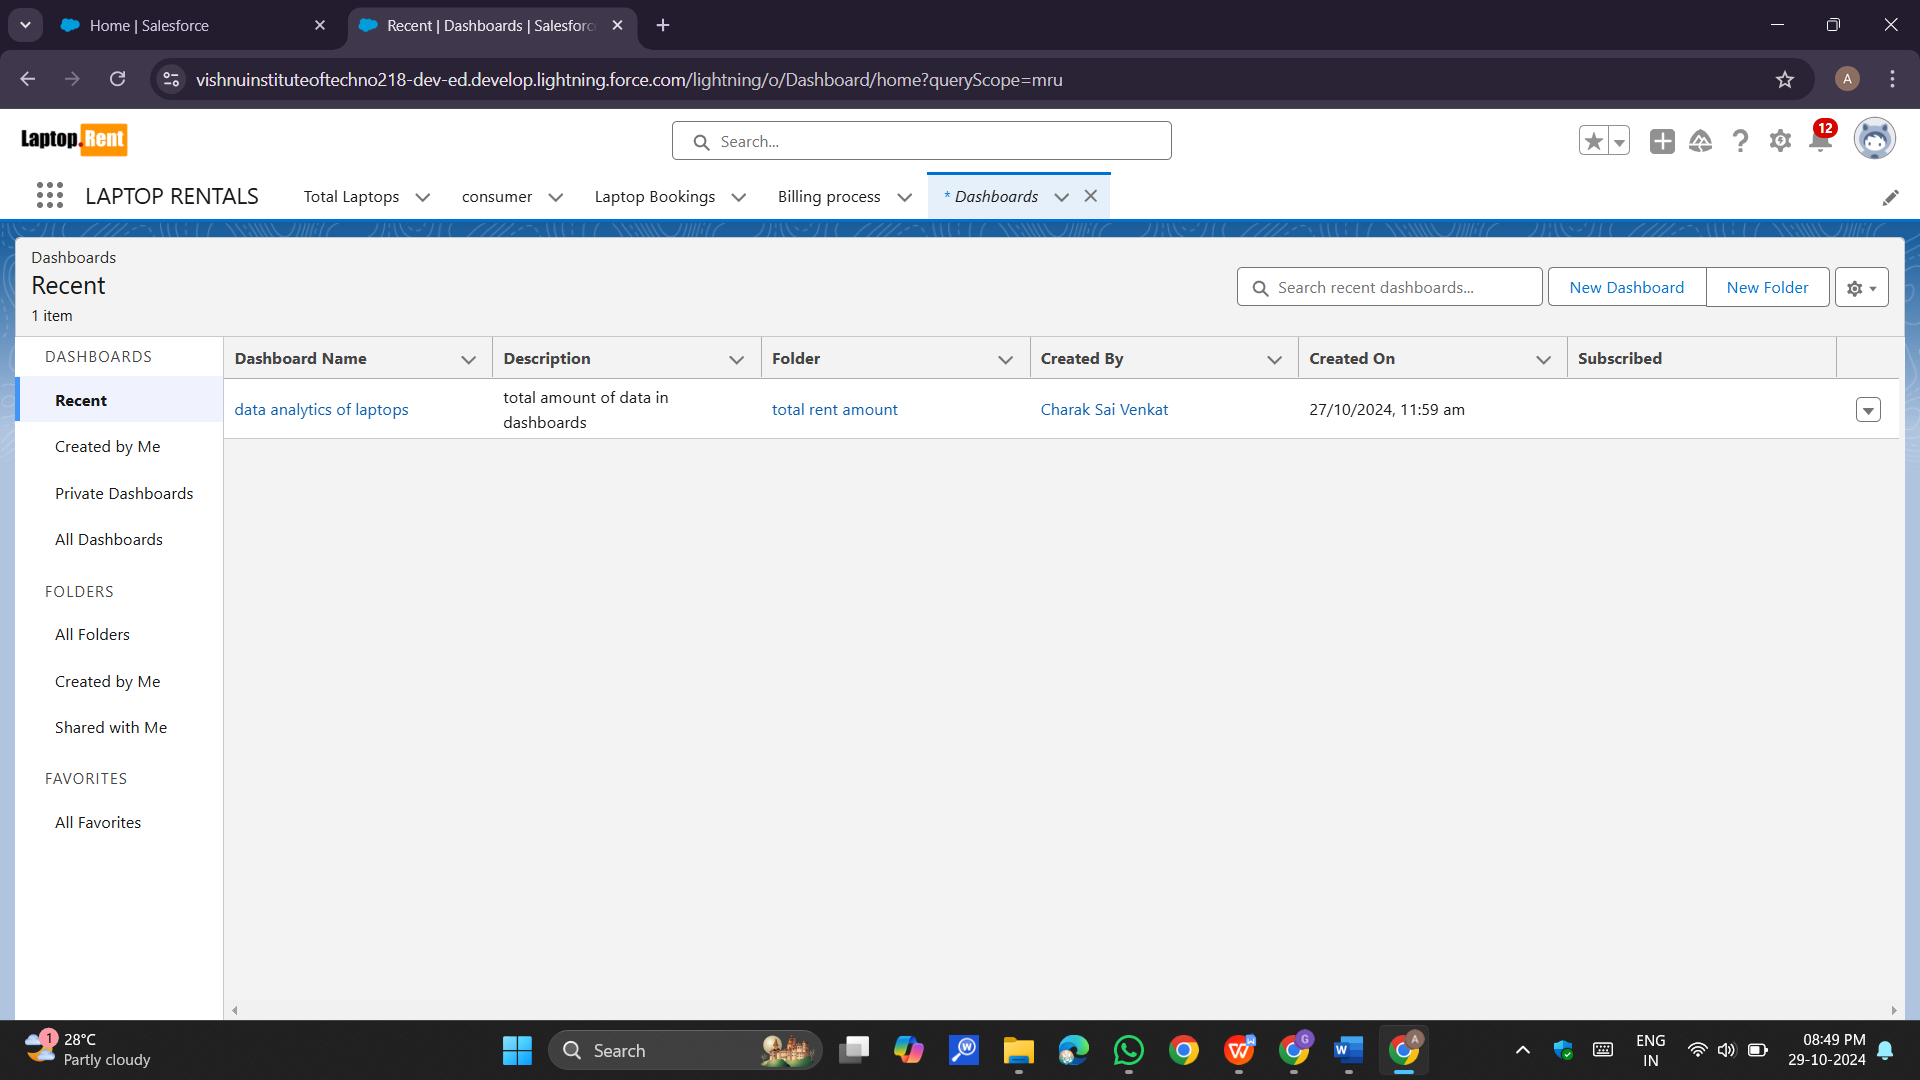 Home | Salesforce
Recent | Dashboards | Salesforc
vishnuinstituteoftechno218-dev-ed.develop.lightning.force.com/lightning/o/Dashboard/home?queryScope=mru
A
Laptop.Rent
Search...
12
LAPTOP RENTALS
Total Laptops
consumer
Laptop Bookings
Billing process
* Dashboards
Dashboards
Recent
1 item
Search recent dashboards...
New Dashboard
New Folder
DASHBOARDS
Recent
Created by Me
Private Dashboards
All Dashboards
FOLDERS
All Folders
Created by Me
Shared with Me
FAVORITES
All Favorites
Dashboard Name
Description
Folder
Created By
Created On
Subscribed
data analytics of laptops
total amount of data in
dashboards
total rent amount
Charak Sai Venkat
27/10/2024, 11:59 am
1
28°C
Partly cloudy
Search
W
W
G
W
A
ENG
IN
08:49 PM
29-10-2024